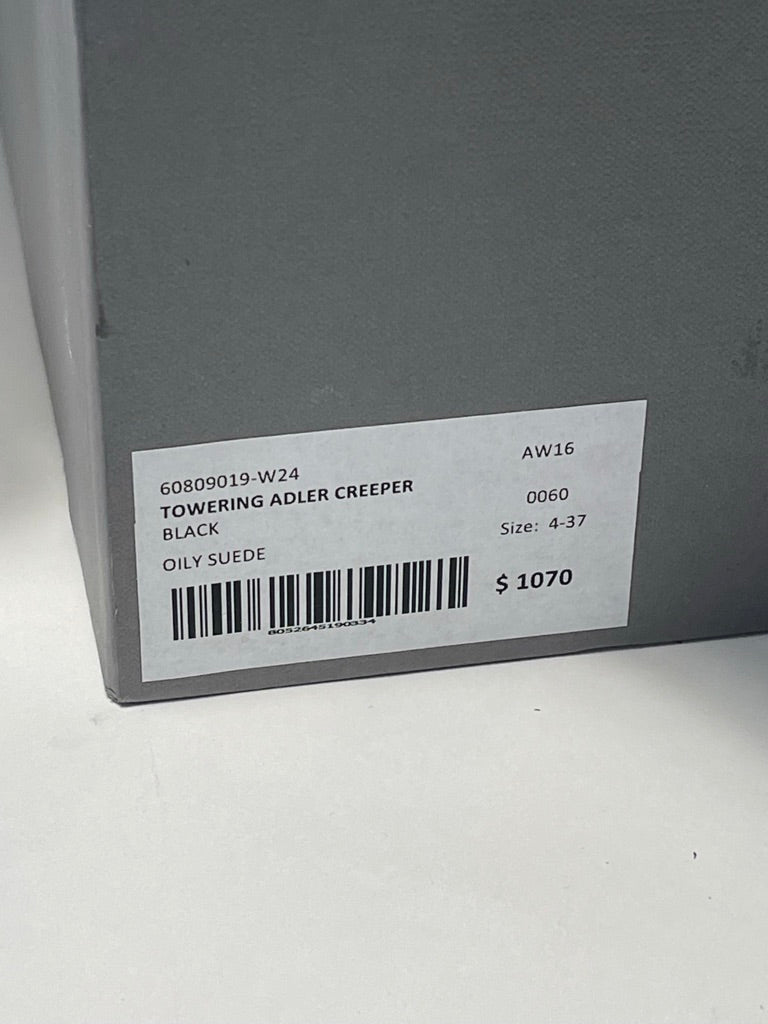 60809019-W24
TOWERING ADLER CREEPER
BLACK
OILY SUEDE
8052645190334
AW16
0060
Size: 4-37
$ 1070